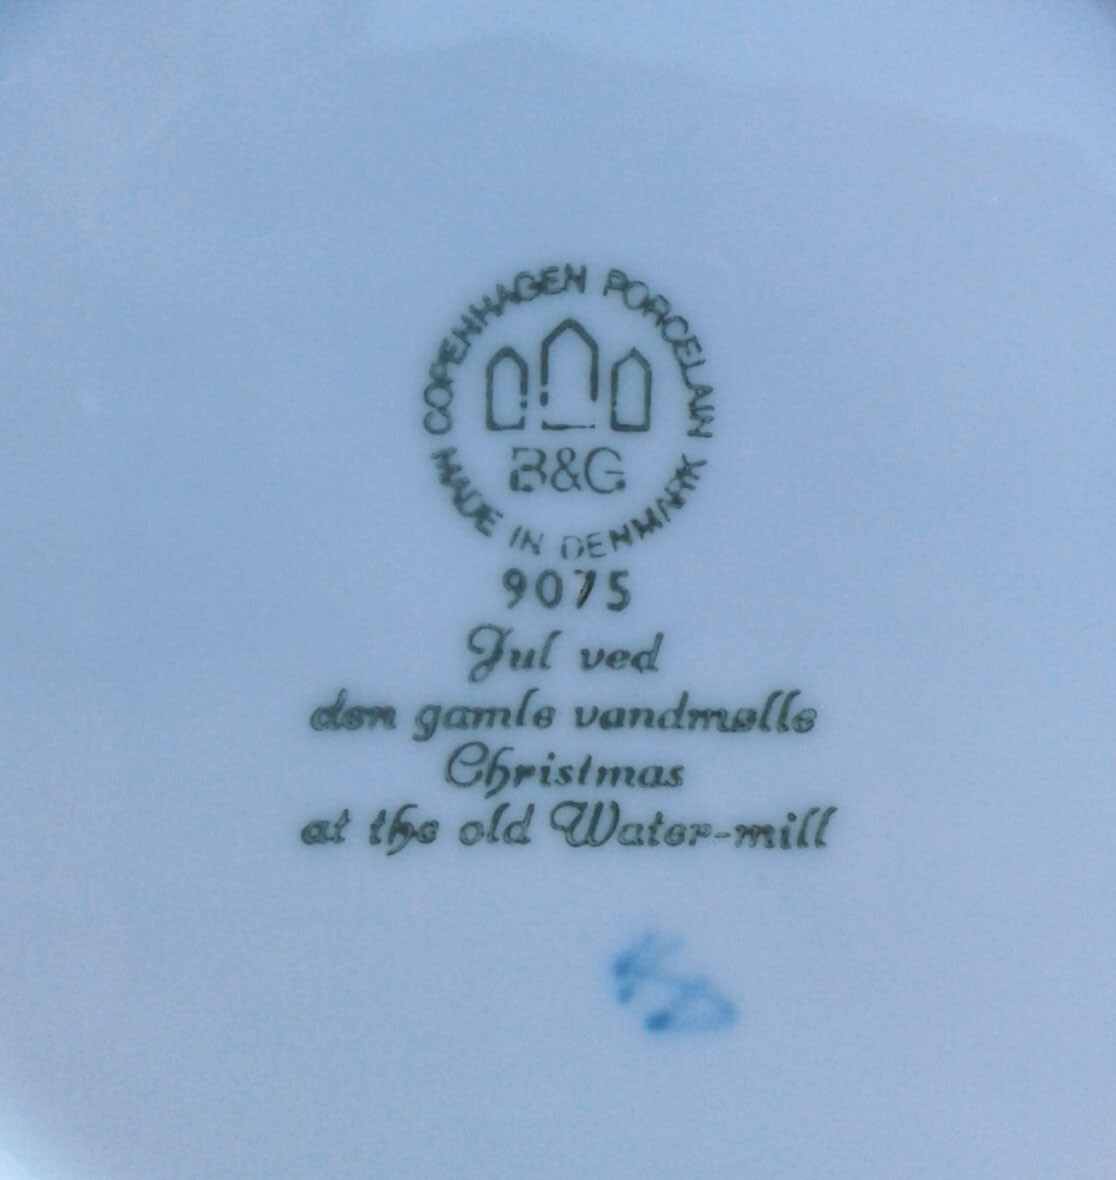 COPENHAGEN PORCELAIN
B&G
MADE IN DENMARK
9075
Jul ved
den gamle vandmølle
Christmas
at the old Water-mill